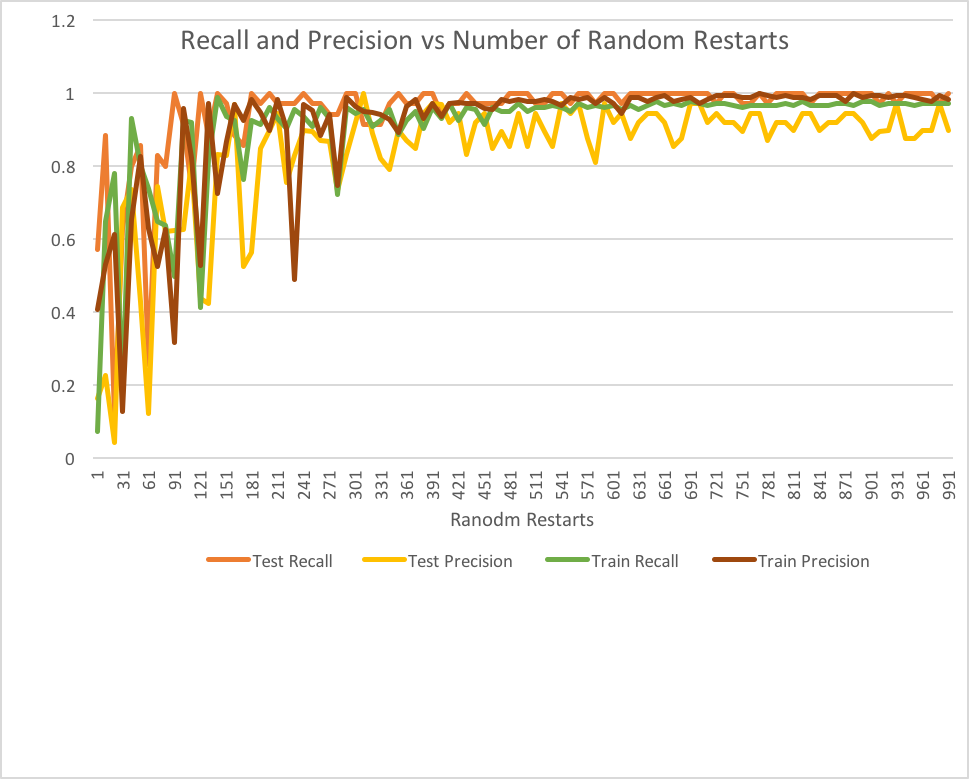 Recall and Precision vs Number of Random Restarts
1.2
1
0.8
0.6
0.4
0.2
0
1 31 61 91 121 151 181 211 241 271 301 331 361 391 421 451 481 511 541 571 601 631 661 691 721 751 781 811 841 871 901 931 961 991
Ranodm Restarts
Test Recall Test Precision Train Recall Train Precision